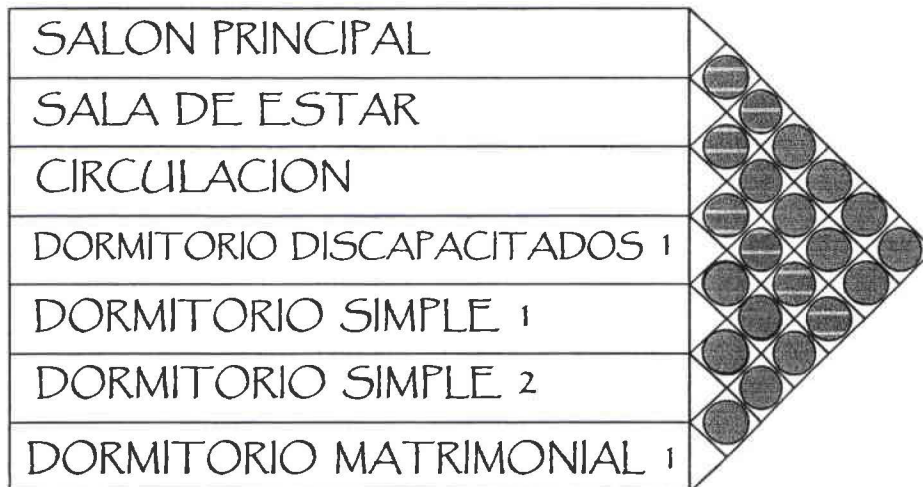 SALON PRINCIPAL
SALA DE ESTAR
CIRCULACION
DORMITORIO DISCAPACITADOS 1
DORMITORIO SIMPLE 1
DORMITORIO SIMPLE 2
DORMITORIO MATRIMONIAL 1